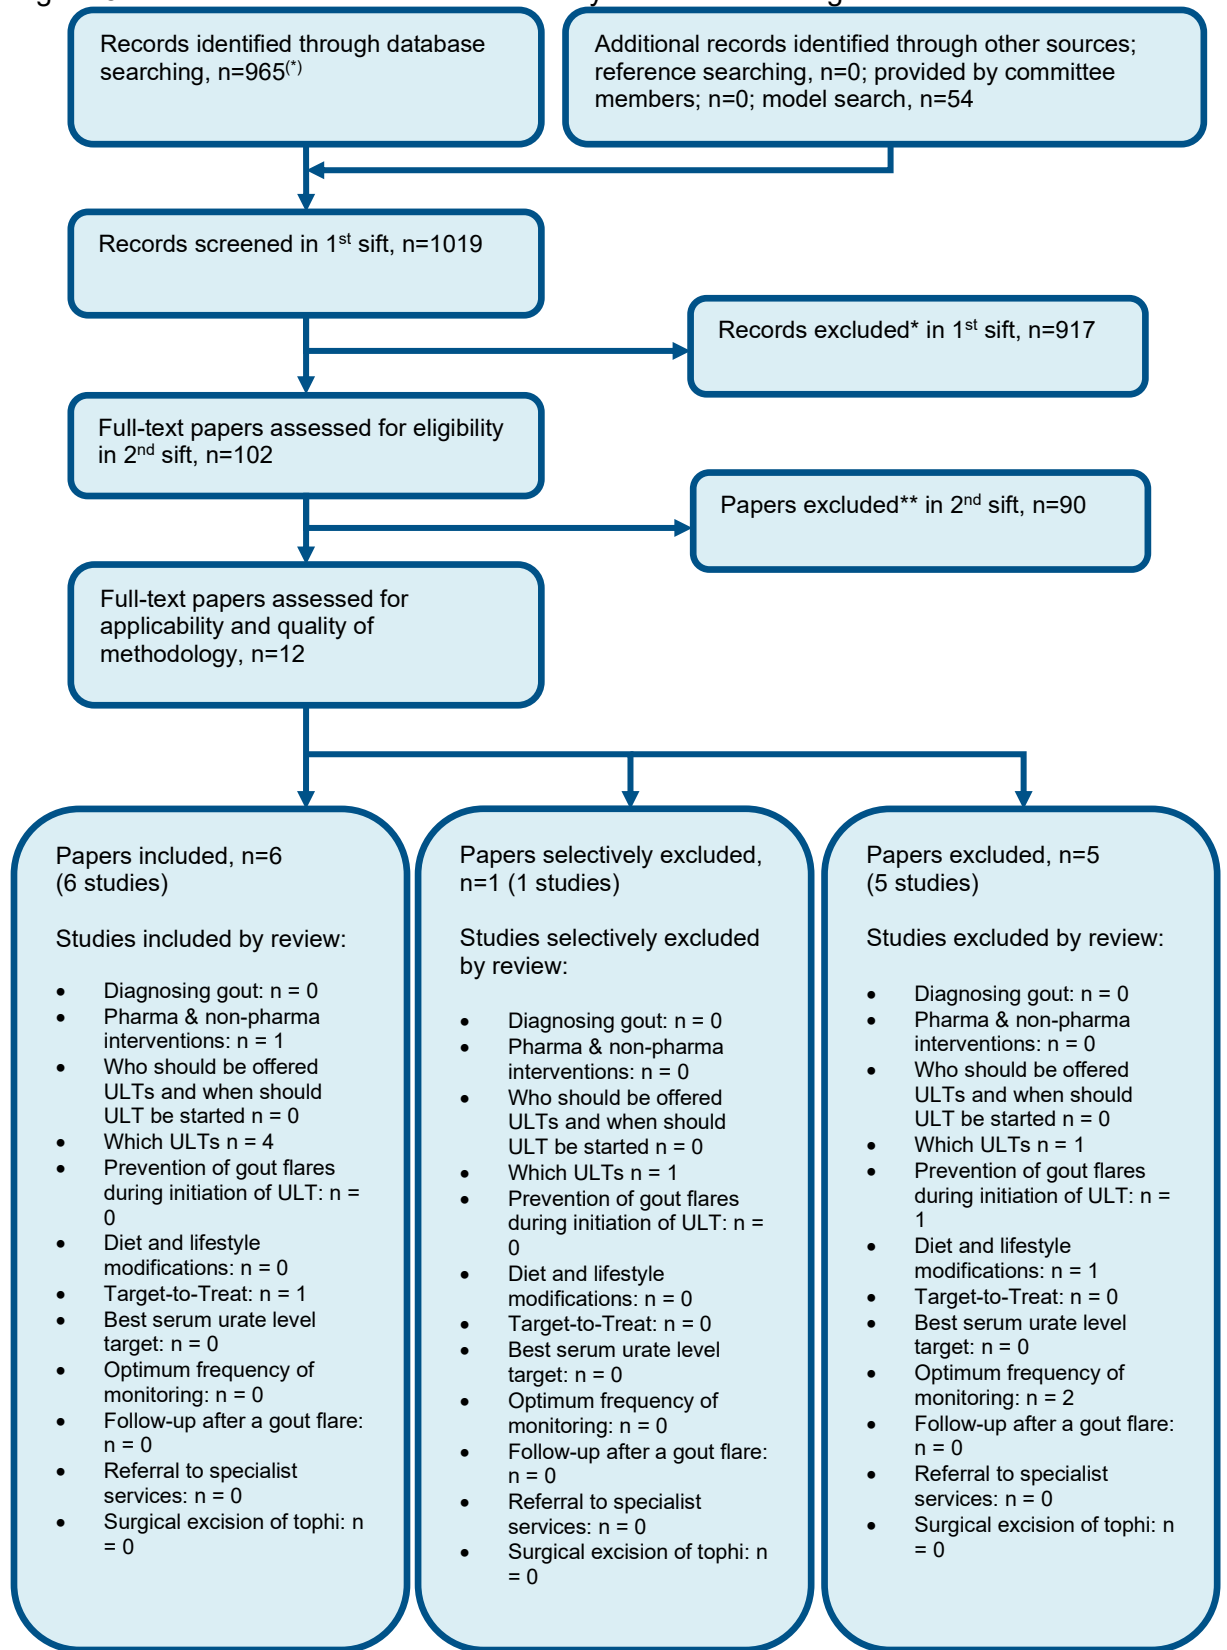 Records identified through database
searching, n=965(*)
Additional records identified through other sources;
reference searching, n=0; provided by committee
members; n=0; model search, n=54
Records screened in 1st sift, n=1019
Records excluded* in 1st sift, n=917
Full-text papers assessed for eligibility
in 2nd sift, n=102
Papers excluded** in 2nd sift, n=90
Full-text papers assessed for
applicability and quality of
methodology, n=12
Papers included, n=6
(6 studies)
Studies included by review:
• Diagnosing gout: n = 0
• Pharma & non-pharma
interventions: n = 1
• Who should be offered
ULTs and when should
ULT be started n = 0
• Which ULTs n = 4
• Prevention of gout flares
during initiation of ULT: n =
0
• Diet and lifestyle
modifications: n = 0
• Target-to-Treat: n = 1
• Best serum urate level
target: n = 0
• Optimum frequency of
monitoring: n = 0
• Follow-up after a gout flare:
n = 0
• Referral to specialist
services: n = 0
• Surgical excision of tophi: n
= 0
Papers selectively excluded,
n=1 (1 studies)
Studies selectively excluded
by review:
• Diagnosing gout: n = 0
• Pharma & non-pharma
interventions: n = 0
• Who should be offered
ULTs and when should
ULT be started n = 0
• Which ULTs n = 1
• Prevention of gout flares
during initiation of ULT: n =
0
• Diet and lifestyle
modifications: n = 0
• Target-to-Treat: n = 0
• Best serum urate level
target: n = 0
• Optimum frequency of
monitoring: n = 0
• Follow-up after a gout flare:
n = 0
• Referral to specialist
services: n = 0
• Surgical excision of tophi: n
= 0
Papers excluded, n=5
(5 studies)
Studies excluded by review:
• Diagnosing gout: n = 0
• Pharma & non-pharma
interventions: n = 0
• Who should be offered
ULTs and when should
ULT be started n = 0
• Which ULTs n = 1
• Prevention of gout flares
during initiation of ULT: n =
1
• Diet and lifestyle
modifications: n = 1
• Target-to-Treat: n = 0
• Best serum urate level
target: n = 0
• Optimum frequency of
monitoring: n = 2
• Follow-up after a gout flare:
n = 0
• Referral to specialist
services: n = 0
• Surgical excision of tophi: n
= 0